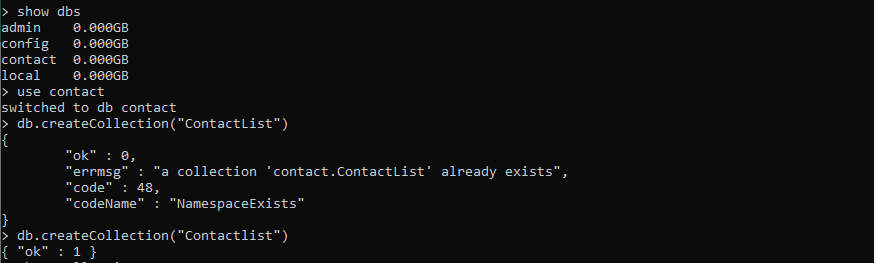 > show dbs
admin    0.000GB
config   0.000GB
contact  0.000GB
local    0.000GB
> use contact
switched to db contact
> db.createCollection("ContactList")
{
        "ok" : 0,
        "errmsg" : "a collection 'contact.ContactList' already exists",
        "code" : 48,
        "codeName" : "NamespaceExists"
}
> db.createCollection("Contactlist")
{ "ok" : 1 }